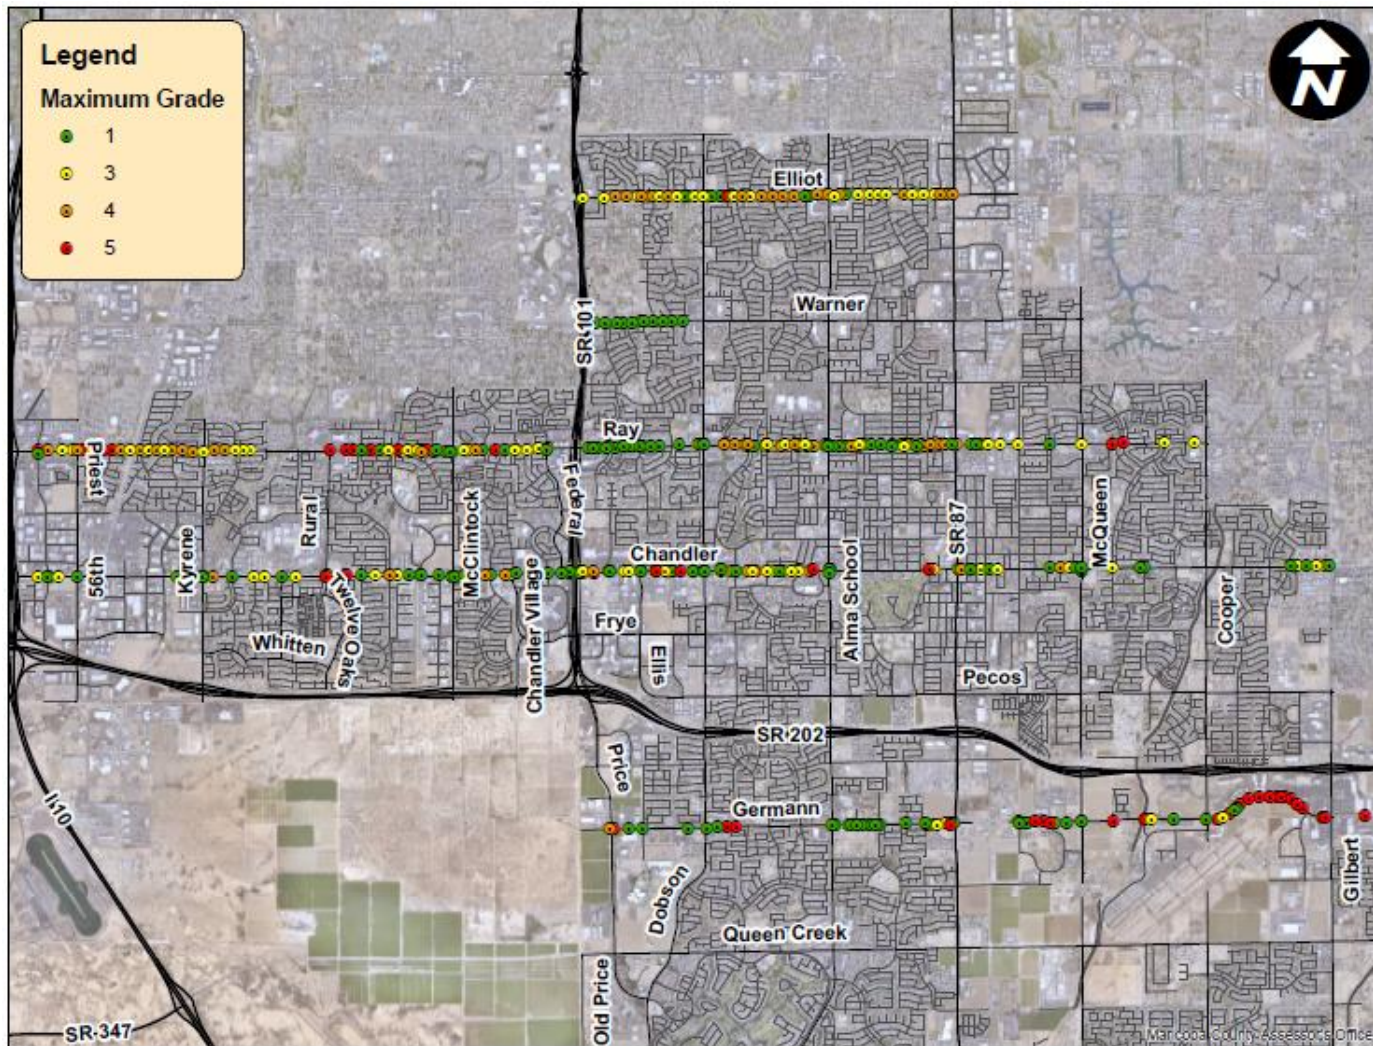 Legend
Maximum Grade
1
3
4
5
N
Elliot
Warner
SR 101
Ray
Priest
Federal
Rural
McClintock
Kyrene
56th
Chandler
SR 87
McQueen
Alma School
Twelve Oaks
Chandler Village
Cooper
Frye
Whitten
Ellis
Pecos
SR 202
Price
Germann
I-10
Gilbert
Dobson
Queen Creek
Old Price
SR 347
Maricopa County Assessor's Office